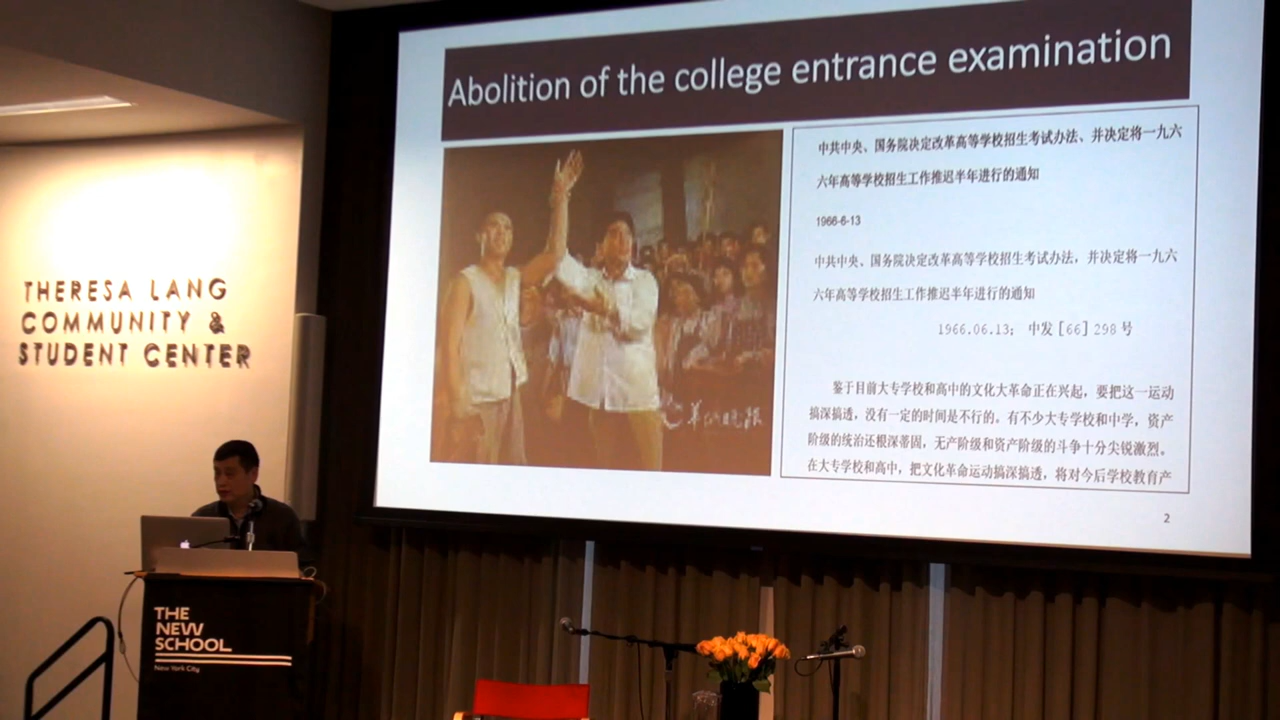 Abolition of the college entrance examination
中共中央、国务院决定改革高等学校招生考试办法、并决定将一九六
六年高等学校招生工作推迟半年进行的通知
1966-6-13
中共中央、国务院决定改革高等学校招生考试办法，并决定将一九六
六年高等学校招生工作推迟半年进行的通知
1966.06.13； 中发［66］298 号
鉴于目前大专学校和高中的文化大革命正在兴起，要把这一运动
搞深搞透，没有一定的时间是不行的。有不少大专学校和中学，资产
阶级的统治还根深蒂固，无产阶级和资产阶级的斗争十分尖锐激烈。
在大专学校和高中，把文化革命运动搞深搞透，将对今后学校教育产
2
THERESA LANG
COMMUNITY &
STUDENT CENTER
THE
NEW
SCHOOL
New York City